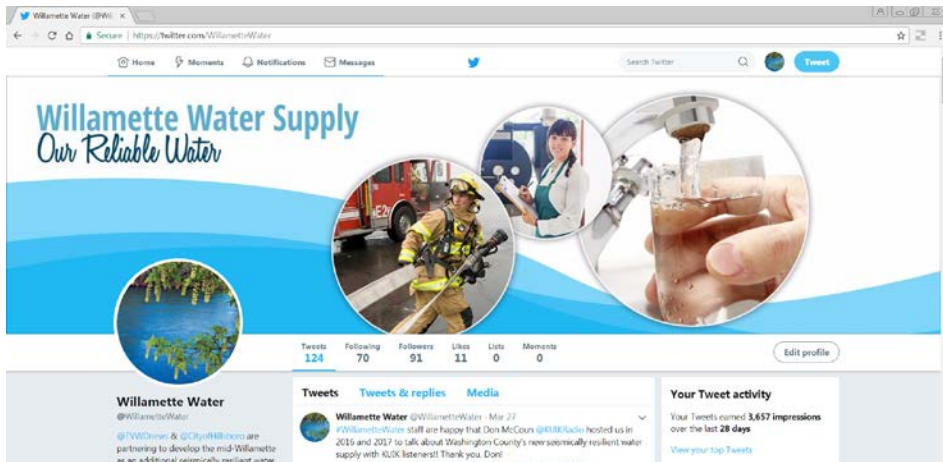 Willamette Water (@Wil
Secure | https://twitter.com/WillametteWater
Home Moments Notifications Messages Search Twitter Tweet
Willamette Water Supply
Our Reliable Water
E2
Tweets Following Followers Likes Lists Moments
124 70 91 11 0 0
Edit profile
Willamette Water
@WillametteWater
@TVWDnews & @CityofHillsboro are
partnering to develop the mid-Willamette
as an additional seismically resilient water
Tweets Tweets & replies Media
Willamette Water @WillametteWater · Mar 27
#WillametteWater staff are happy that Don McCoun @KUIKRadio hosted us in
2016 and 2017 to talk about Washington County's new seismically resilient water
supply with KUIK listeners!! Thank you, Don!
Your Tweet activity
Your Tweets earned 3,657 impressions
over the last 28 days
View your top Tweets